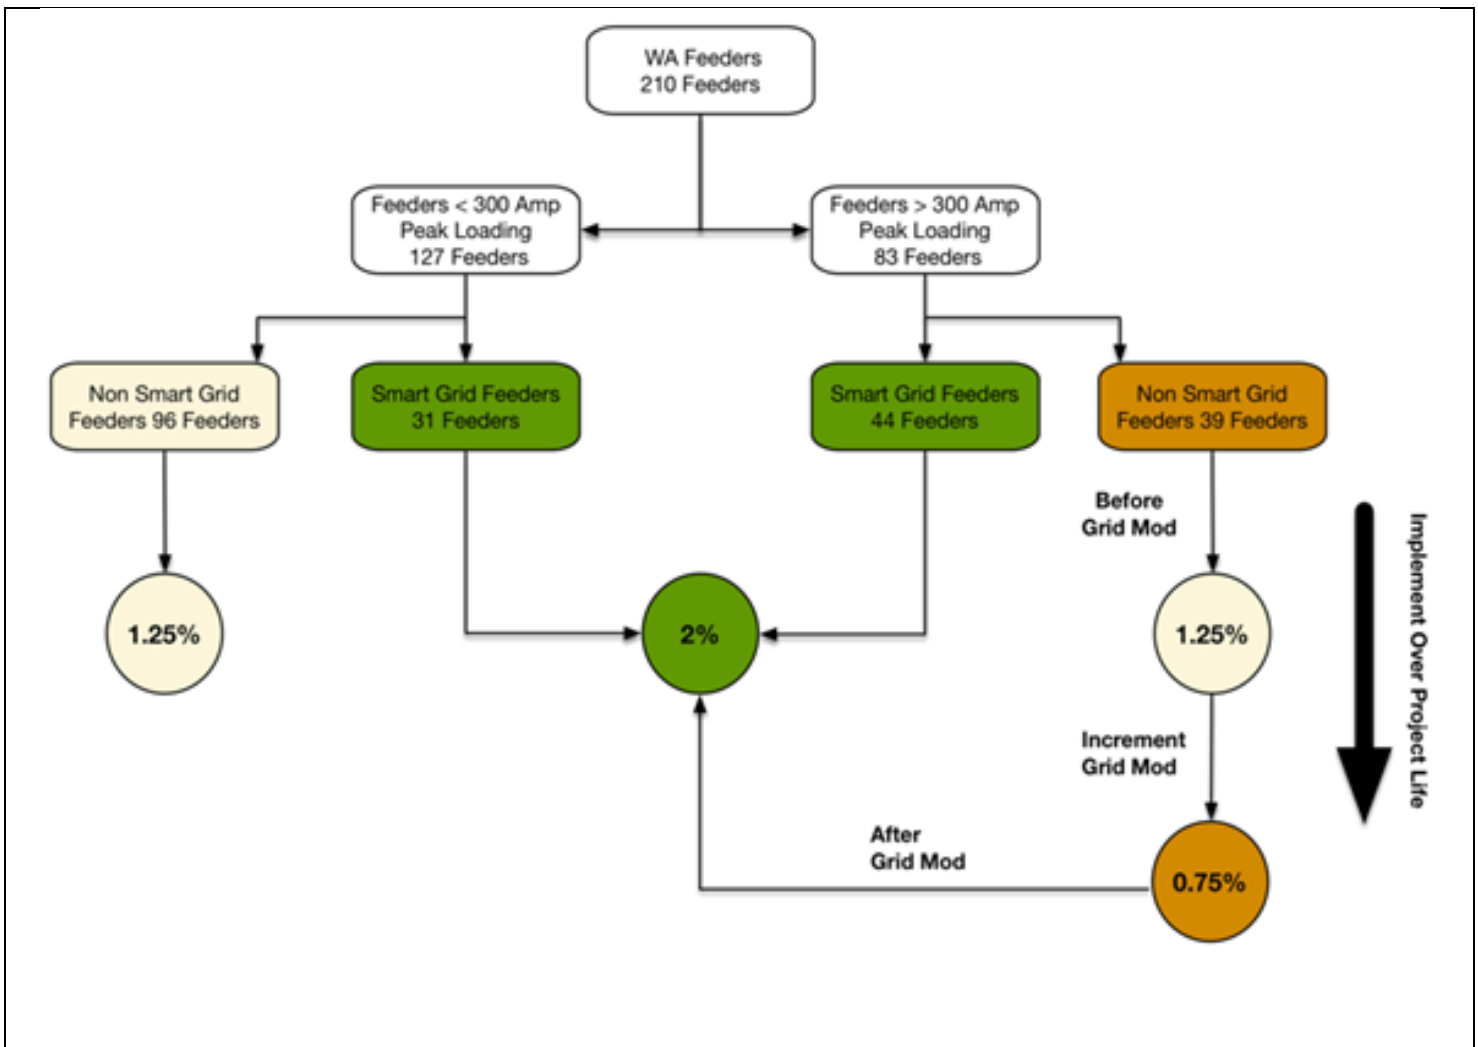 WA Feeders
210 Feeders
Feeders < 300 Amp
Peak Loading
127 Feeders
Feeders > 300 Amp
Peak Loading
83 Feeders
Non Smart Grid
Feeders 96 Feeders
Smart Grid Feeders
31 Feeders
Smart Grid Feeders
44 Feeders
Non Smart Grid
Feeders 39 Feeders
Before
Grid Mod
Implement Over Project Life
1.25%
2%
1.25%
Increment
Grid Mod
After
Grid Mod
0.75%